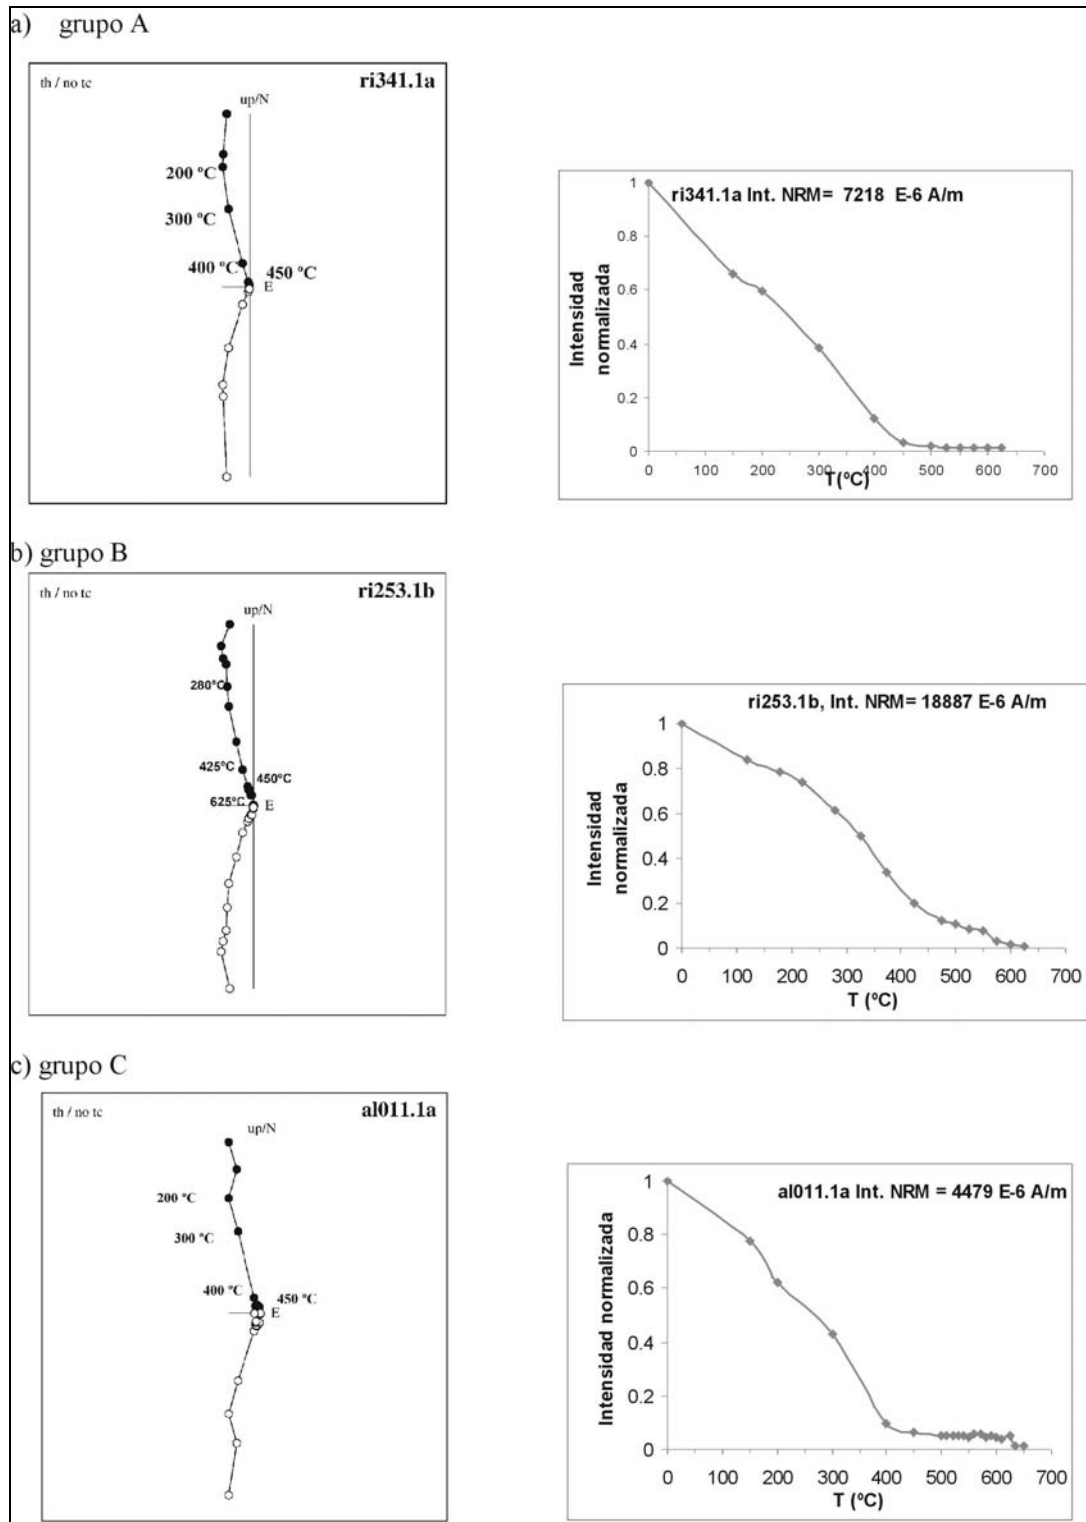 a) grupo A
th / no tc
ri341.1a
up/N
200 ºC
300 ºC
400 ºC
450 ºC
E
ri341.1a Int. NRM= 7218 E-6 A/m
Intensidad
normalizada
1
0.8
0.6
0.4
0.2
0
0 100 200 300 400 500 600 700
T(ºC)
b) grupo B
th / no tc
ri253.1b
up/N
280ºC
425ºC
450ºC
625ºC
E
ri253.1b, Int. NRM= 18887 E-6 A/m
Intensidad
normalizada
1
0.8
0.6
0.4
0.2
0
0 100 200 300 400 500 600 700
T (ºC)
c) grupo C
th / no tc
al011.1a
up/N
200 ºC
300 ºC
400 ºC
450 ºC
E
al011.1a Int. NRM = 4479 E-6 A/m
Intensidad normalizada
1
0.8
0.6
0.4
0.2
0
0 100 200 300 400 500 600 700
T (ºC)